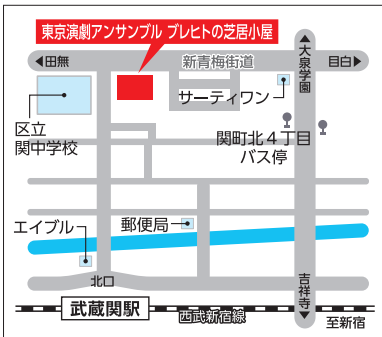 東京演劇アンサンブル ブレヒトの芝居小屋
◀田無
新青梅街道
▲大泉学園
目白▶
サーティワン
区立
関中学校
関町北4丁目
バス停
エイブル
郵便局
北口
吉祥寺▼
武蔵関駅
西武新宿線
至新宿